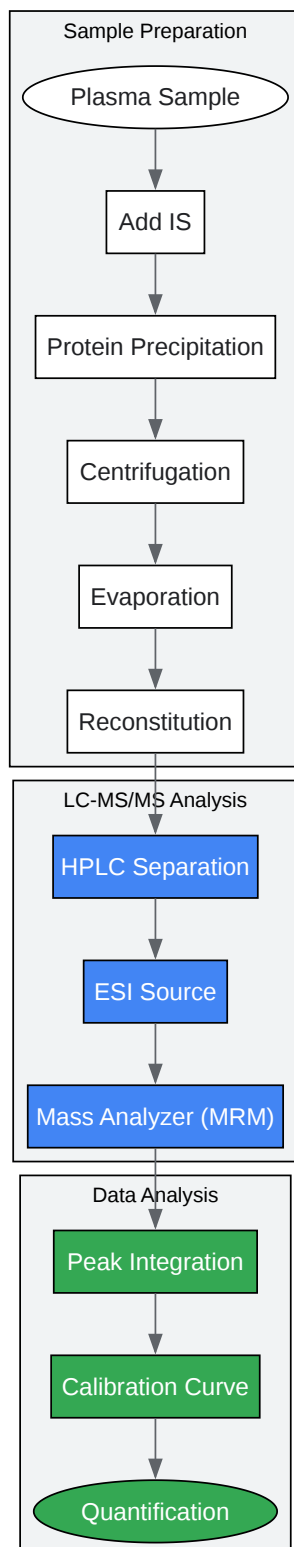 Sample Preparation
Plasma Sample
Add IS
Protein Precipitation
Centrifugation
Evaporation
Reconstitution
LC-MS/MS Analysis
HPLC Separation
ESI Source
Mass Analyzer (MRM)
Data Analysis
Peak Integration
Calibration Curve
Quantification